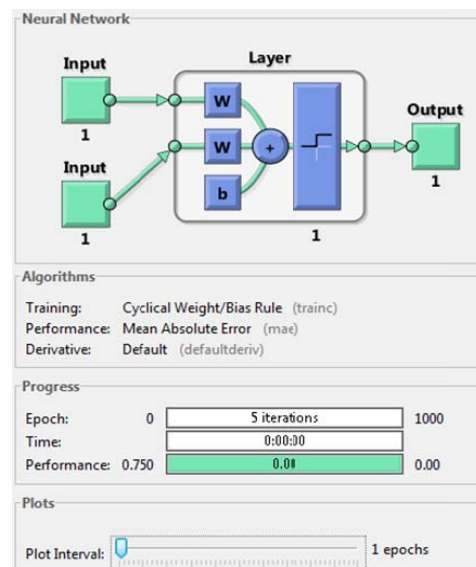 Neural Network
Layer
Input
W
1
W
+
Output
1
Input
b
1
1
Algorithms
Training: Cyclical Weight/Bias Rule (trainc)
Performance: Mean Absolute Error (mae)
Derivative: Default (defaultderiv)
Progress
Epoch: 0 5 iterations 1000
Time: 0:00:00
Performance: 0.750 0.00 0.00
Plots
Plot Interval: 1 epochs